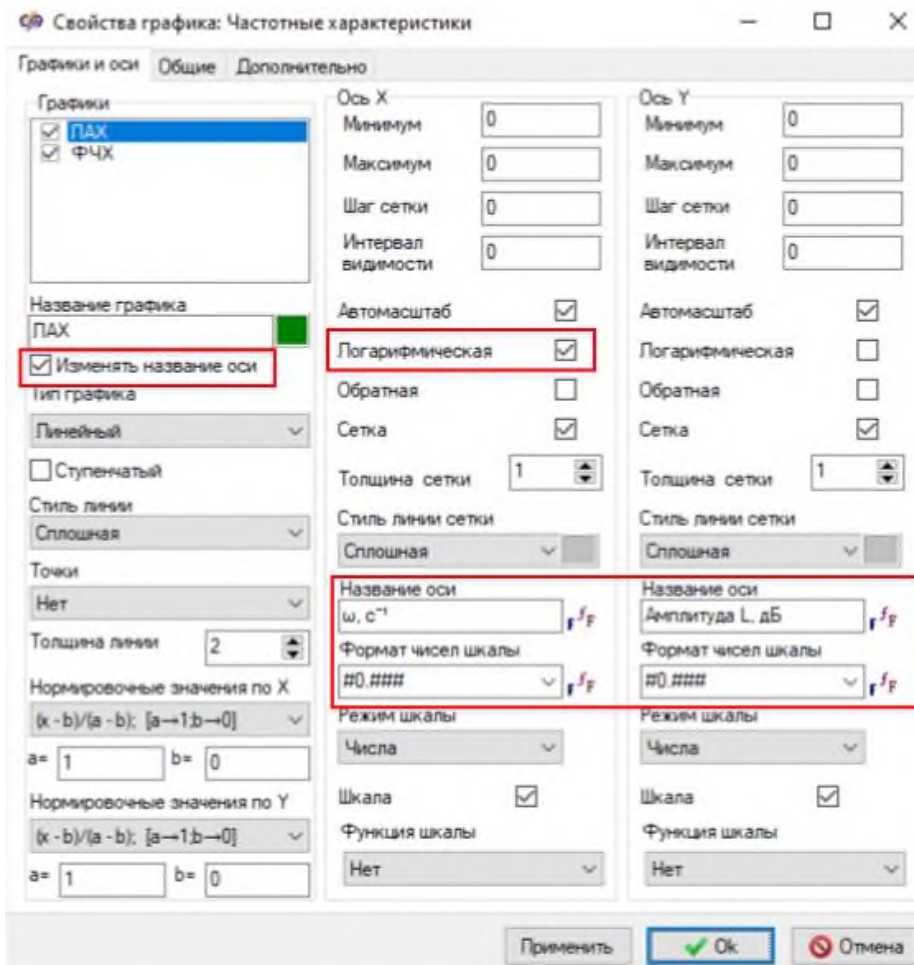 Свойства графика: Частотные характеристики
Графики и оси Общие Дополнительно
Графики
ЛАХ
ФЧХ
Название графика
ЛАХ
Изменять название оси
Тип графика
Линейный
Ступенчатый
Стиль линии
Сплошная
Точки
Нет
Толщина линии 2
Нормировочные значения по X
(x - b)/(a - b); [a→1;b→0]
a= 1 b= 0
Нормировочные значения по Y
(x - b)/(a - b); [a→1;b→0]
a= 1 b= 0
Ось X
Минимум 0
Максимум 0
Шаг сетки 0
Интервал
видимости 0
Автомасштаб
Логарифмическая
Обратная
Сетка
Толщина сетки 1
Стиль линии сетки
Сплошная
Название оси
ω, с⁻¹
Формат чисел шкалы
#0.###
Режим шкалы
Числа
Шкала
Функция шкалы
Нет
Ось Y
Минимум 0
Максимум 0
Шаг сетки 0
Интервал
видимости 0
Автомасштаб
Логарифмическая
Обратная
Сетка
Толщина сетки 1
Стиль линии сетки
Сплошная
Название оси
Амплитуда L, дБ
Формат чисел шкалы
#0.###
Режим шкалы
Числа
Шкала
Функция шкалы
Нет
Применить Ok Отмена